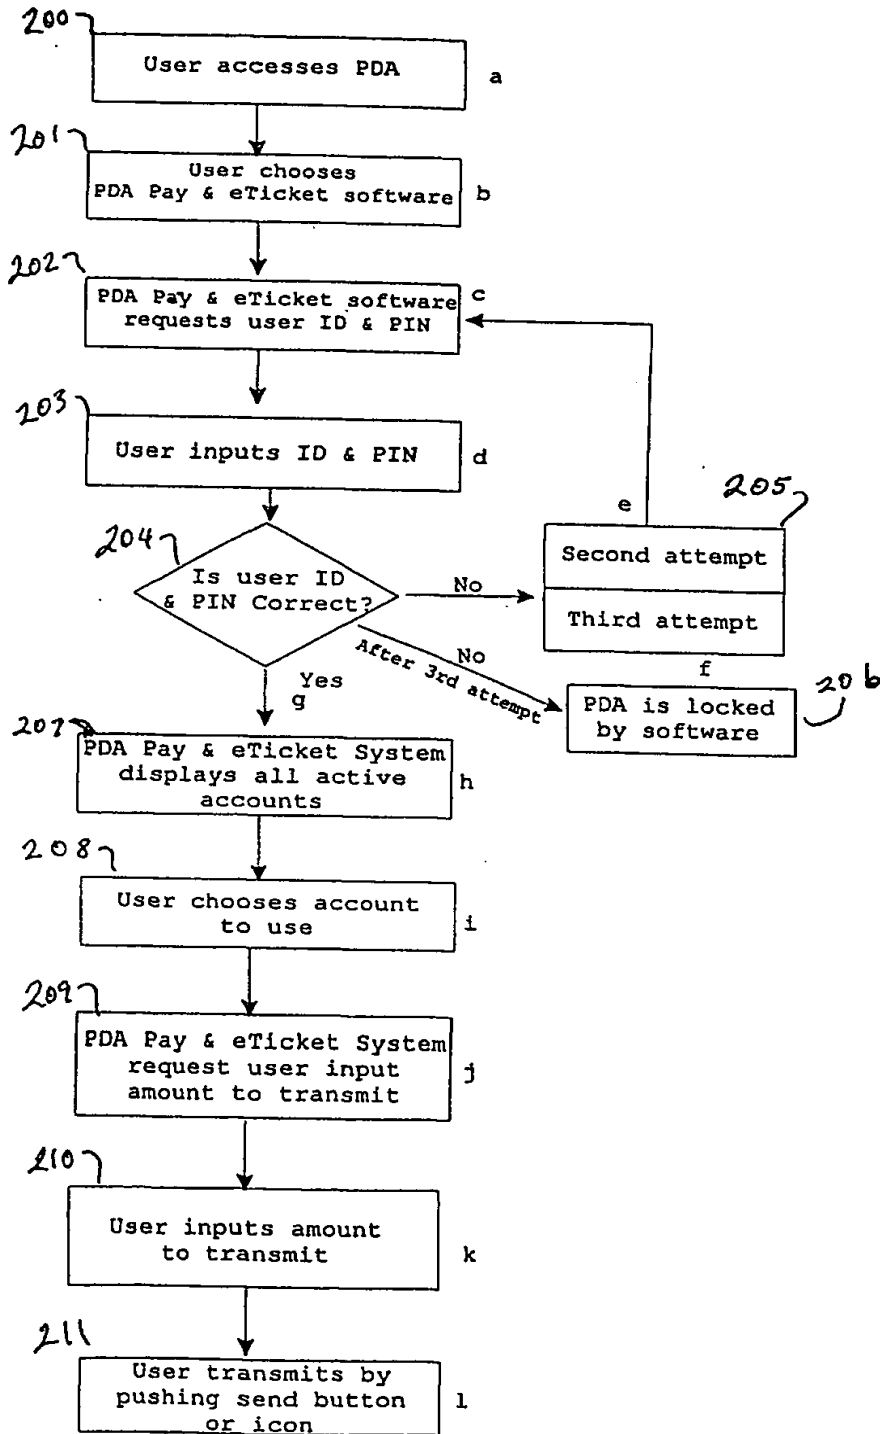 200
User accesses PDA
a
201
User chooses
PDA Pay & eTicket software
b
202
PDA Pay & eTicket software
requests user ID & PIN
c
203
User inputs ID & PIN
d
204
Is user ID
& PIN Correct?
No
e
205
Second attempt
Third attempt
f
No
After 3rd attempt
206
PDA is locked
by software
Yes
g
207
PDA Pay & eTicket System
displays all active
accounts
h
208
User chooses account
to use
i
209
PDA Pay & eTicket System
request user input
amount to transmit
j
210
User inputs amount
to transmit
k
211
User transmits by
pushing send button
or icon
l